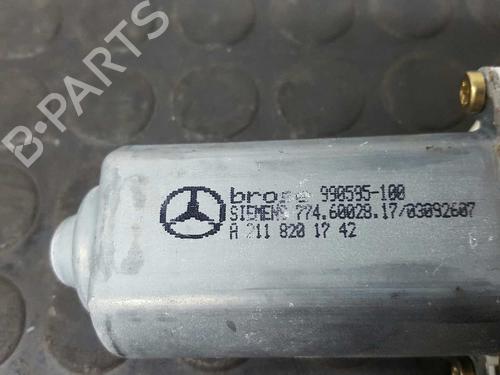 B-PARTS
brose 990595-100
SIEMENS 774.60028.17/03092607
A 211 820 17 42